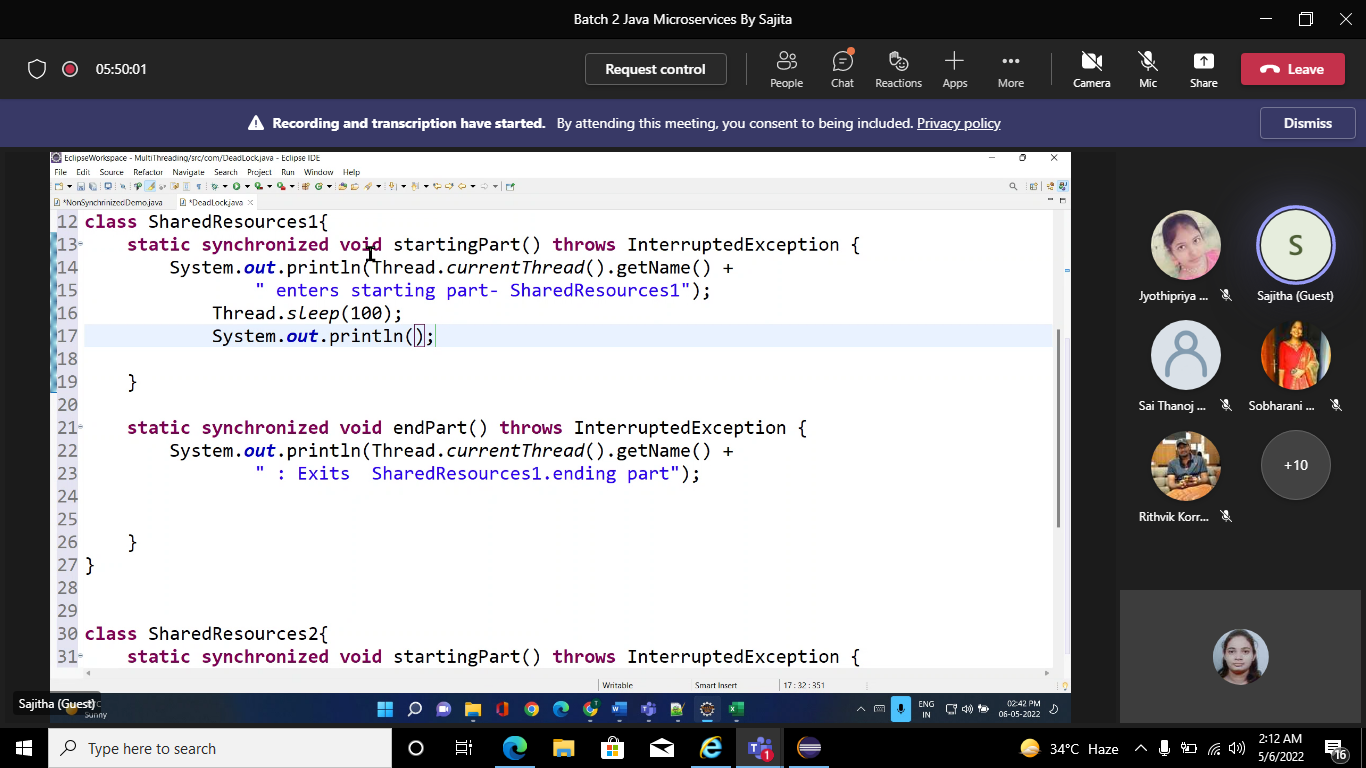 Batch 2 Java Microservices By Sajita
05:50:01
Request control
People
Chat
Reactions
Apps
More
Camera
Mic
Share
Leave
Recording and transcription have started. By attending this meeting, you consent to being included. Privacy policy
Dismiss
EclipseWorkspace - MultiThreading/src/com/DeadLock.java - Eclipse IDE
File Edit Source Refactor Navigate Search Project Run Window Help
*NonSynchrinizedDemo.java
*DeadLock.java
12 class SharedResources1{
13 static synchronized void startingPart() throws InterruptedException {
14 System.out.println(Thread.currentThread().getName() +
15 " enters starting part- SharedResources1");
16 Thread.sleep(100);
17 System.out.println();
18
19 }
20
21 static synchronized void endPart() throws InterruptedException {
22 System.out.println(Thread.currentThread().getName() +
23 " : Exits  SharedResources1.ending part");
24
25
26 }
27 }
28
29
30 class SharedResources2{
31 static synchronized void startingPart() throws InterruptedException {
Writable
Smart Insert
17 : 32 : 351
Jyothipriya ...
S
Sajitha (Guest)
Sai Thanoj ...
Sobharani ...
Rithvik Korr...
+10
Sajitha (Guest)
Sunny
ENG
IN
02:42 PM
06-05-2022
Type here to search
1
34°C Haze
2:12 AM
5/6/2022
16